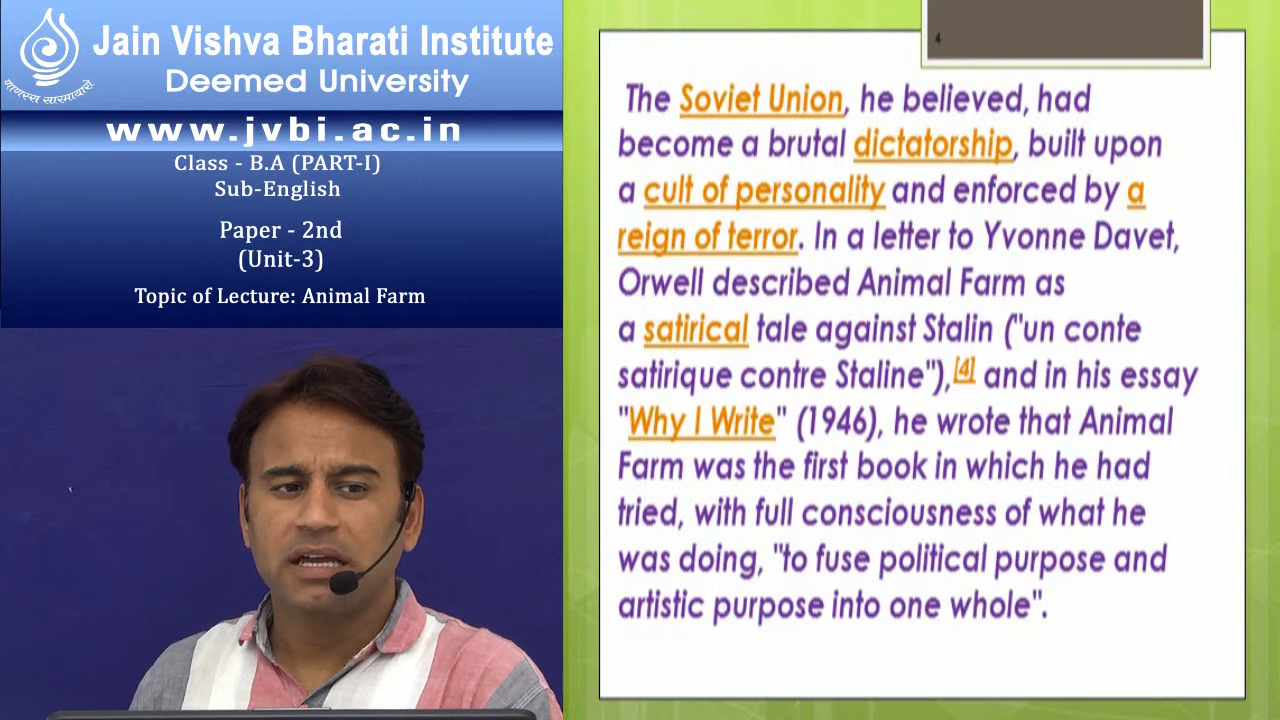 Jain Vishva Bharati Institute
Deemed University
णाणस्स सारमायारो
www.jvbi.ac.in
Class - B.A (PART-I)
Sub-English
Paper - 2nd
(Unit-3)
Topic of Lecture: Animal Farm
4
The Soviet Union, he believed, had
become a brutal dictatorship, built upon
a cult of personality and enforced by a
reign of terror. In a letter to Yvonne Davet,
Orwell described Animal Farm as
a satirical tale against Stalin ("un conte
satirique contre Staline"),[4] and in his essay
"Why I Write" (1946), he wrote that Animal
Farm was the first book in which he had
tried, with full consciousness of what he
was doing, "to fuse political purpose and
artistic purpose into one whole".